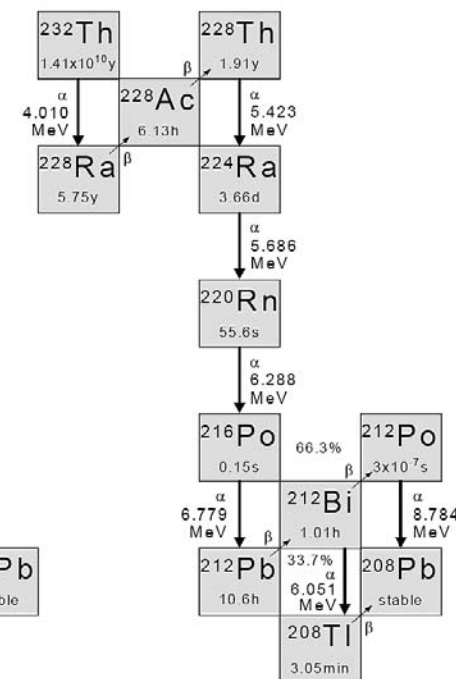 232Th
228Th
1.41x10^10y
β
1.91y
228Ac
α
4.010
MeV
6.13h
α
5.423
MeV
228Ra
β
224Ra
5.75y
3.66d
α
5.686
MeV
220Rn
55.6s
α
6.288
MeV
216Po
66.3%
212Po
0.15s
β
3x10^-7s
212Bi
α
6.779
MeV
1.01h
α
8.784
MeV
β
Pb
ble
212Pb
33.7%
α
6.051
MeV
208Pb
10.6h
stable
208Tl
β
3.05min